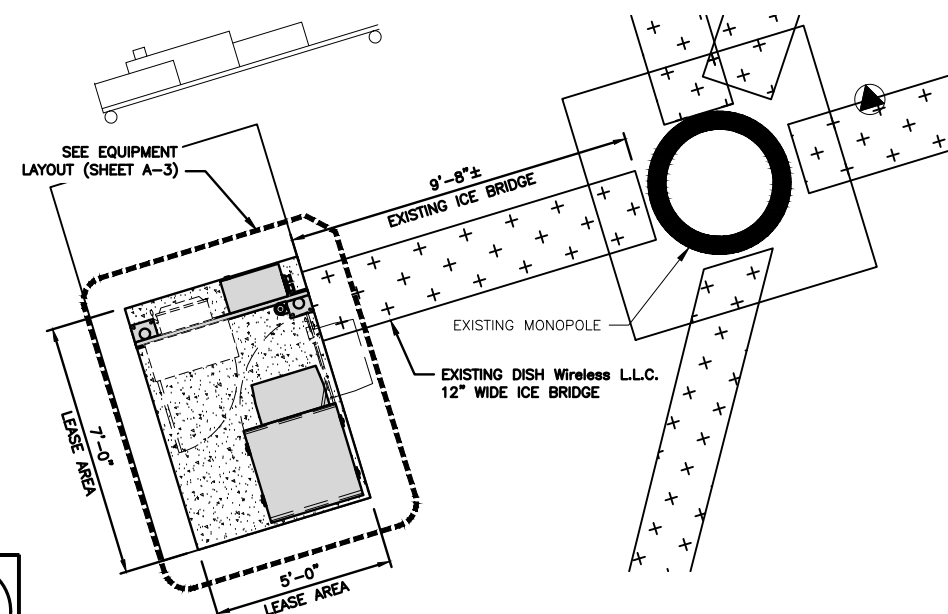 SEE EQUIPMENT
LAYOUT (SHEET A-3)
9'-8"±
EXISTING ICE BRIDGE
EXISTING MONOPOLE
EXISTING DISH Wireless L.L.C.
12" WIDE ICE BRIDGE
7'-0"
LEASE AREA
5'-0"
LEASE AREA